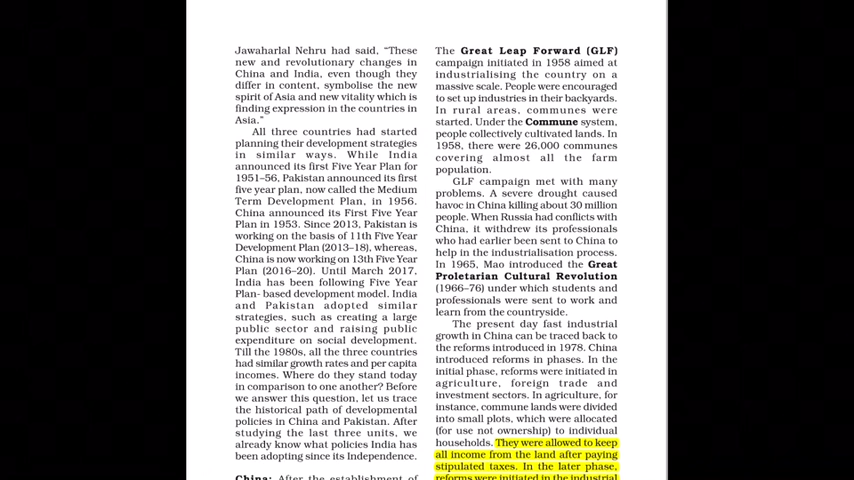 Jawaharlal Nehru had said, “These
new and revolutionary changes in
China and India, even though they
differ in content, symbolise the new
spirit of Asia and new vitality which is
finding expression in the countries in
Asia.”
All three countries had started
planning their development strategies
in similar ways. While India
announced its first Five Year Plan for
1951–56, Pakistan announced its first
five year plan, now called the Medium
Term Development Plan, in 1956.
China announced its First Five Year
Plan in 1953. Since 2013, Pakistan is
working on the basis of 11th Five Year
Development Plan (2013–18), whereas,
China is now working on 13th Five Year
Plan (2016–20). Until March 2017,
India has been following Five Year
Plan- based development model. India
and Pakistan adopted similar
strategies, such as creating a large
public sector and raising public
expenditure on social development.
Till the 1980s, all the three countries
had similar growth rates and per capita
incomes. Where do they stand today
in comparison to one another? Before
we answer this question, let us trace
the historical path of developmental
policies in China and Pakistan. After
studying the last three units, we
already know what policies India has
been adopting since its Independence.
China: After the establishment of
The Great Leap Forward (GLF)
campaign initiated in 1958 aimed at
industrialising the country on a
massive scale. People were encouraged
to set up industries in their backyards.
In rural areas, communes were
started. Under the Commune system,
people collectively cultivated lands. In
1958, there were 26,000 communes
covering almost all the farm
population.
GLF campaign met with many
problems. A severe drought caused
havoc in China killing about 30 million
people. When Russia had conflicts with
China, it withdrew its professionals
who had earlier been sent to China to
help in the industrialisation process.
In 1965, Mao introduced the Great
Proletarian Cultural Revolution
(1966–76) under which students and
professionals were sent to work and
learn from the countryside.
The present day fast industrial
growth in China can be traced back to
the reforms introduced in 1978. China
introduced reforms in phases. In the
initial phase, reforms were initiated in
agriculture, foreign trade and
investment sectors. In agriculture, for
instance, commune lands were divided
into small plots, which were allocated
(for use not ownership) to individual
households. They were allowed to keep
all income from the land after paying
stipulated taxes. In the later phase,
reforms were initiated in the industrial